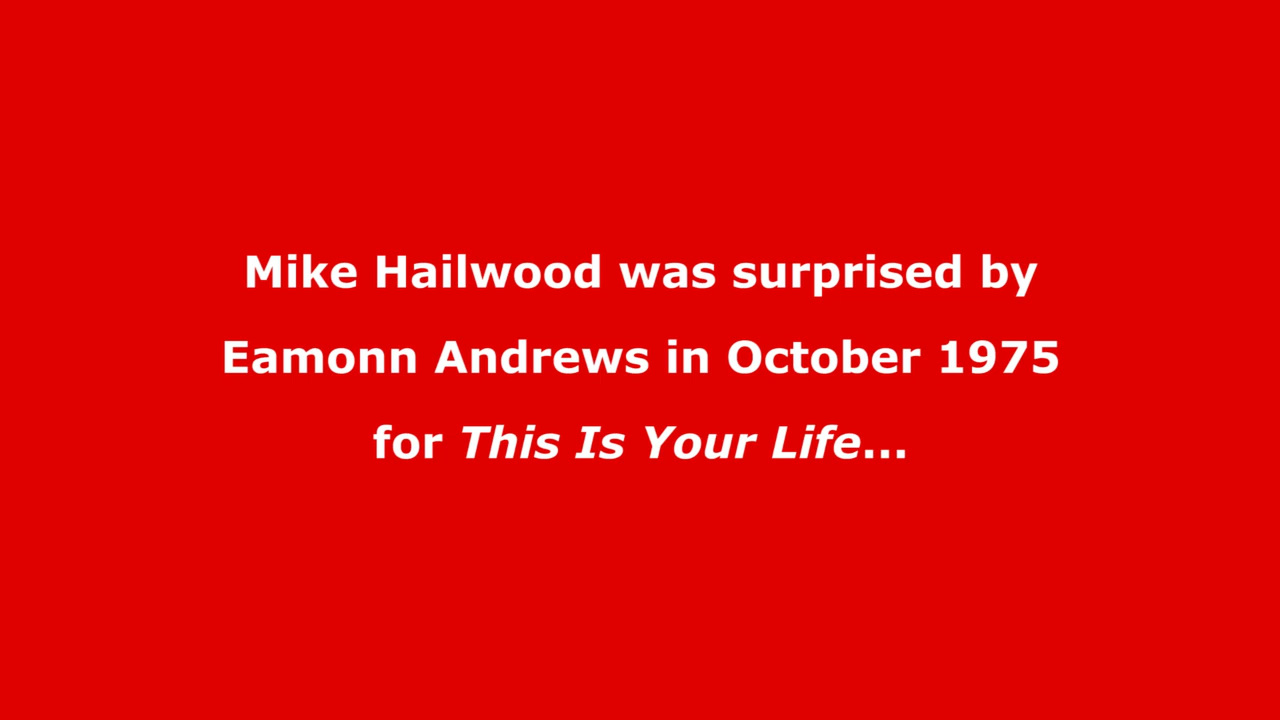 Mike Hailwood was surprised by
Eamonn Andrews in October 1975
for This Is Your Life...